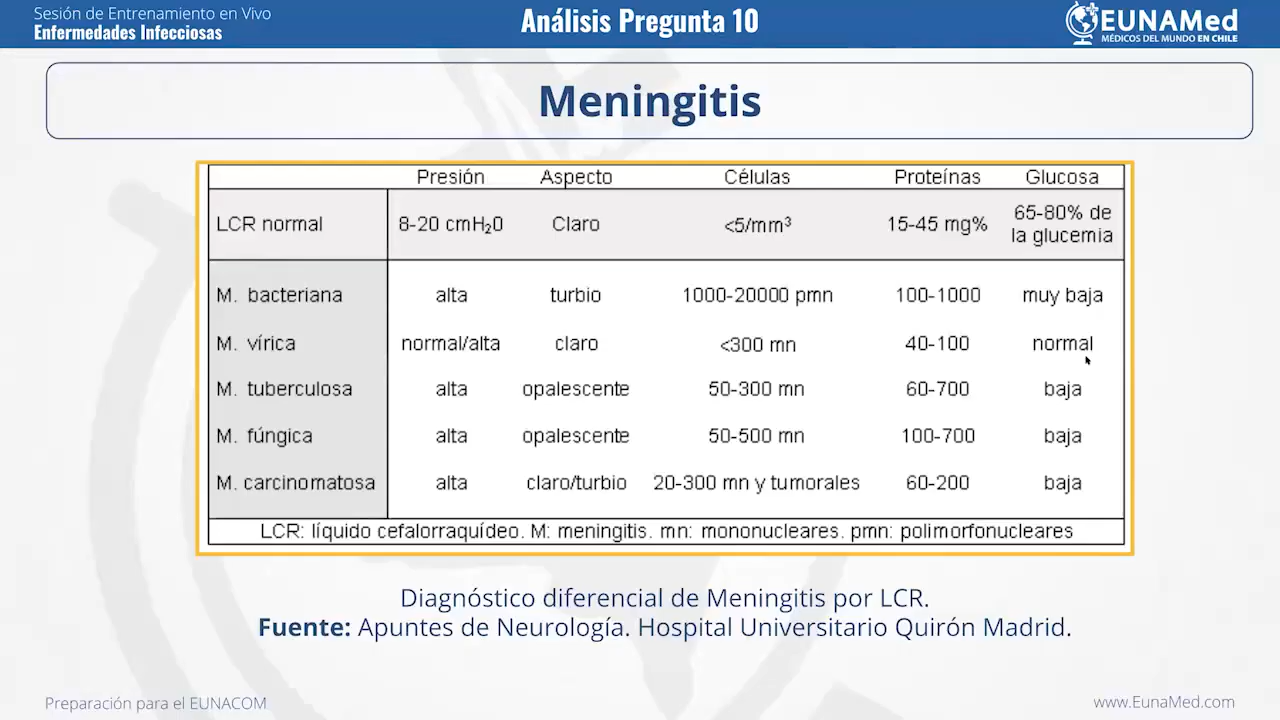 Sesión de Entrenamiento en Vivo
Enfermedades Infecciosas
Análisis Pregunta 10
EUNAMed
MÉDICOS DEL MUNDO EN CHILE
Meningitis
Presión Aspecto Células Proteínas Glucosa
LCR normal 8-20 cmH₂0 Claro <5/mm³ 15-45 mg% 65-80% de la glucemia
M. bacteriana alta turbio 1000-20000 pmn 100-1000 muy baja
M. vírica normal/alta claro <300 mn 40-100 normal
M. tuberculosa alta opalescente 50-300 mn 60-700 baja
M. fúngica alta opalescente 50-500 mn 100-700 baja
M. carcinomatosa alta claro/turbio 20-300 mn y tumorales 60-200 baja
LCR: líquido cefalorraquídeo. M: meningitis. mn: mononucleares. pmn: polimorfonucleares
Diagnóstico diferencial de Meningitis por LCR.
Fuente: Apuntes de Neurología. Hospital Universitario Quirón Madrid.
Preparación para el EUNACOM
www.EunaMed.com